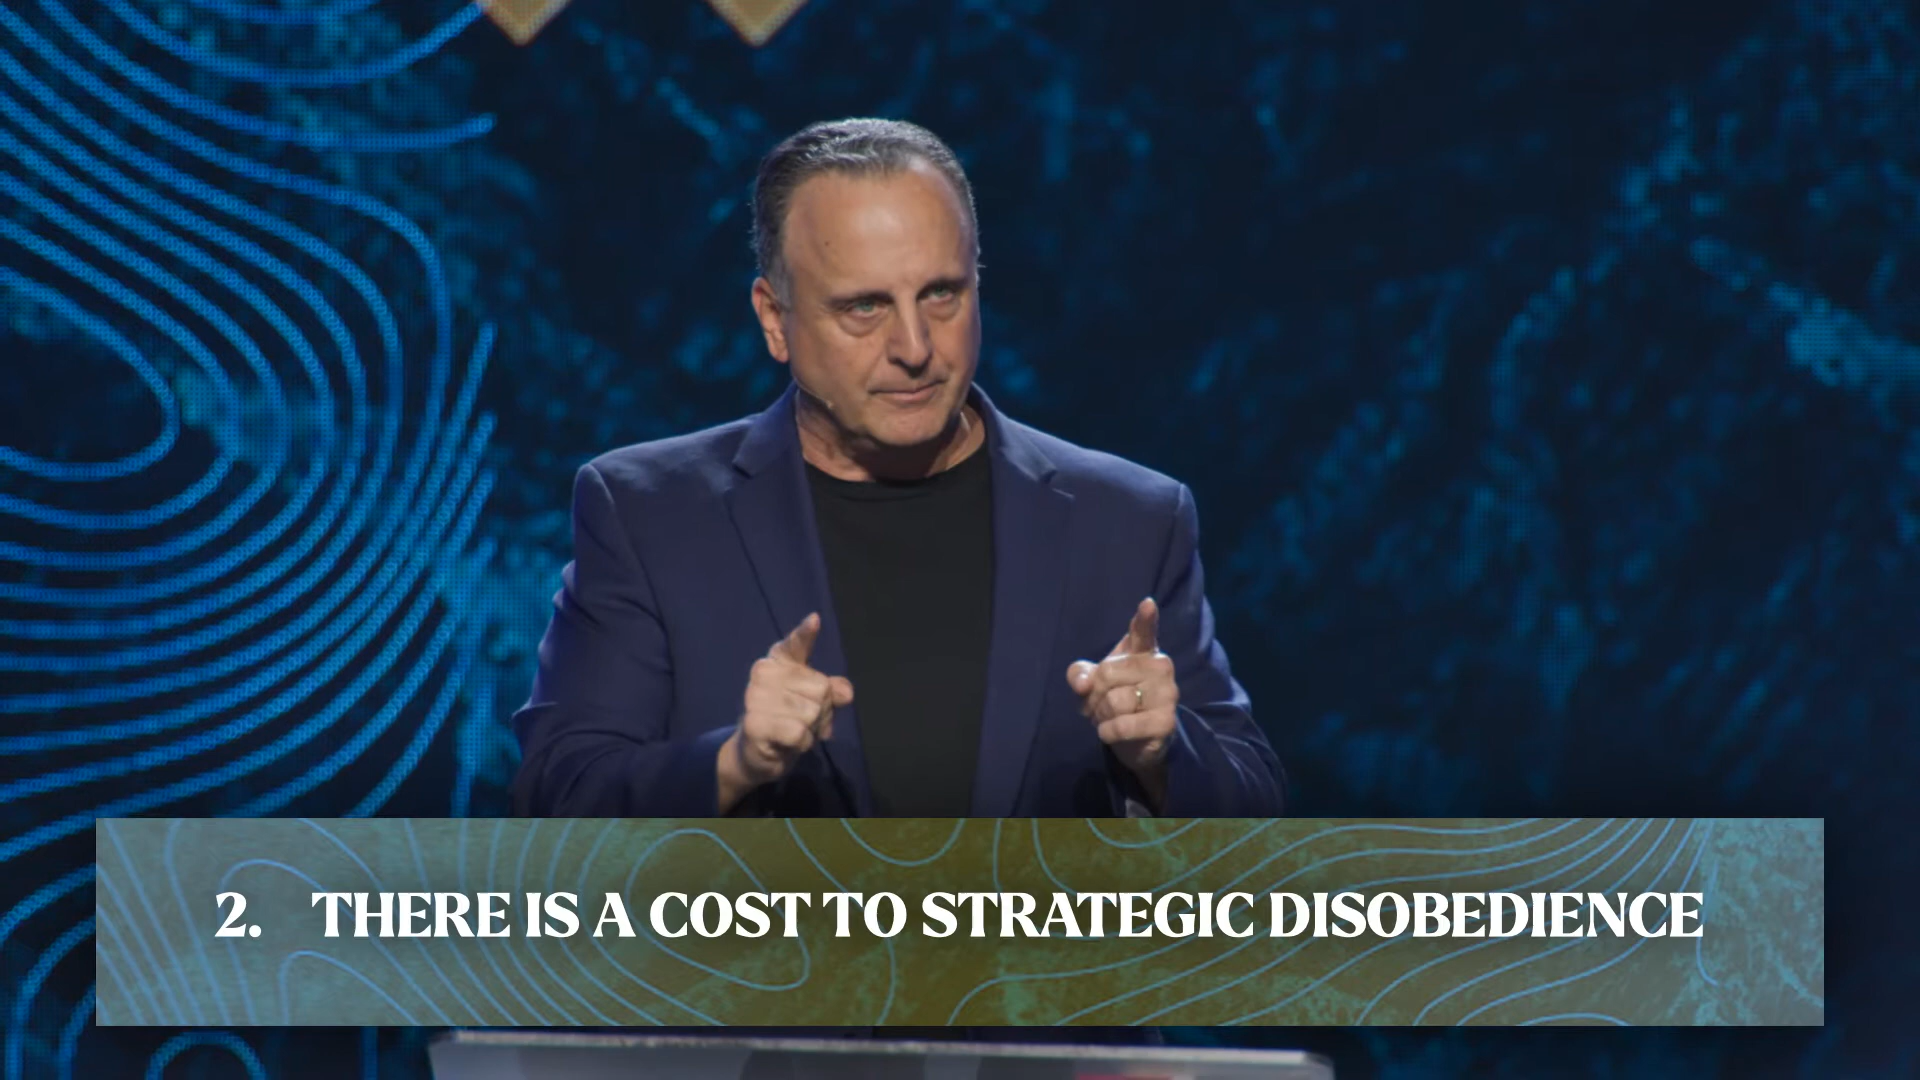 2. THERE IS A COST TO STRATEGIC DISOBEDIENCE